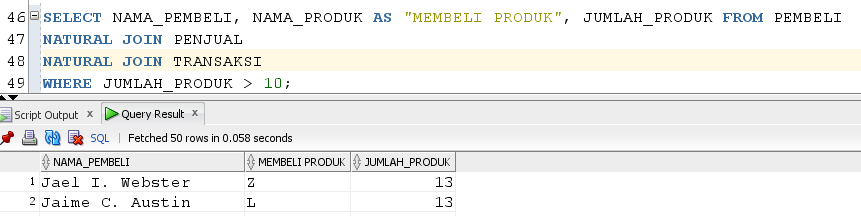 46 SELECT NAMA_PEMBELI, NAMA_PRODUK AS "MEMBELI PRODUK", JUMLAH_PRODUK FROM PEMBELI
47 NATURAL JOIN PENJUAL
48 NATURAL JOIN TRANSAKSI
49 WHERE JUMLAH_PRODUK > 10;
Script Output x Query Result x
SQL | Fetched 50 rows in 0.058 seconds
NAMA_PEMBELI MEMBELI PRODUK JUMLAH_PRODUK
1 Jael I. Webster Z 13
2 Jaime C. Austin L 13